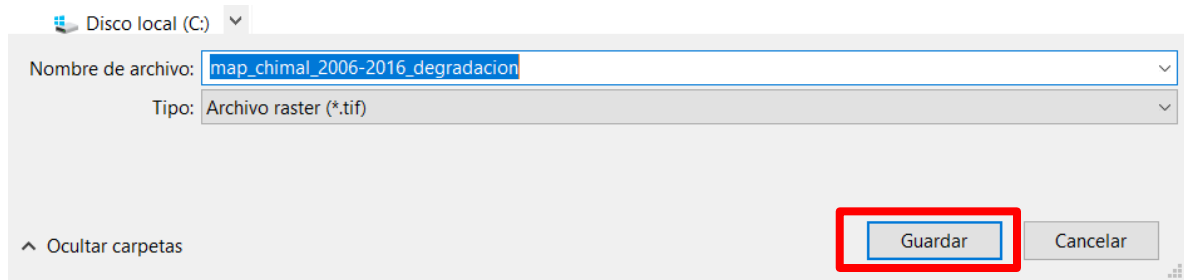 Disco local (C:)
Nombre de archivo: map_chimal_2006-2016_degradacion
Tipo: Archivo raster (*.tif)
Ocultar carpetas Guardar Cancelar